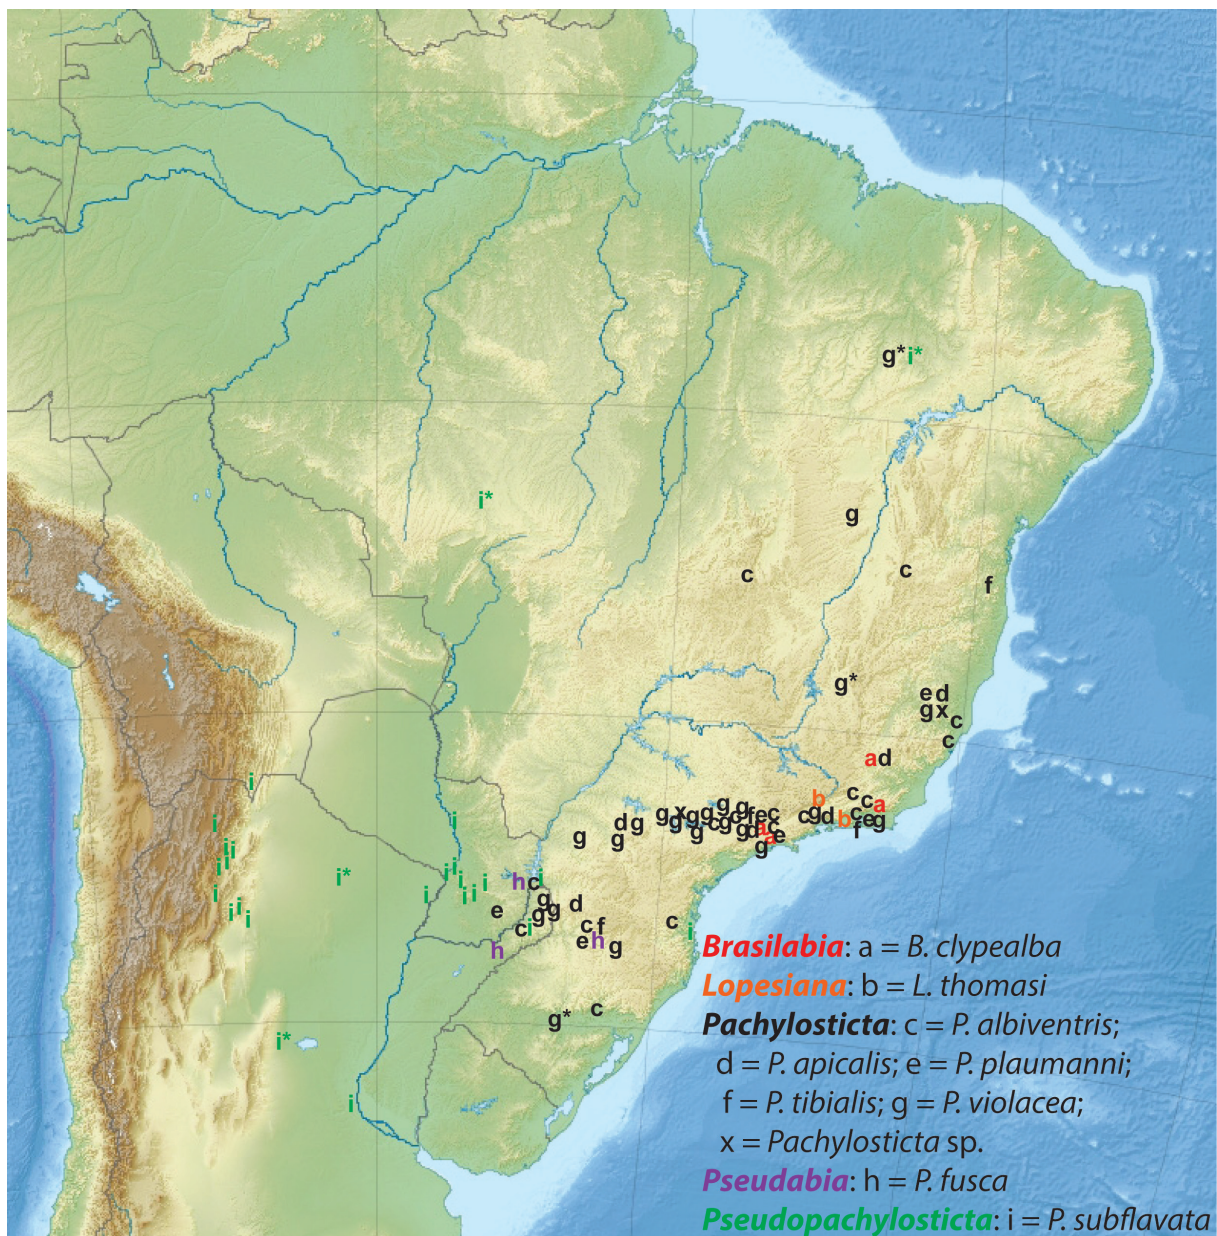 g* i*
i*
g
c
c
f
g*
e d
g x
c
c
a d
i
b
c
c
a
g
g
g x g g f e c
c g d
c e g
b
f
d g
g c g c
g
g d a c
a e
g
g
g
i
i
i i
i i
i
i i
i
i
i*
i
i
i
i
i i
i
i
h c i
e
g
g g
d
c i
h
c f
e h g
c
i
g* c
i*
i
Brasilabia: a = B. clypealba
Lopesiana: b = L. thomasi
Pachylosticta: c = P. albiventris;
d = P. apicalis; e = P. plaumanni;
f = P. tibialis; g = P. violacea;
x = Pachylosticta sp.
Pseudabia: h = P. fusca
Pseudopachylosticta: i = P. subflavata